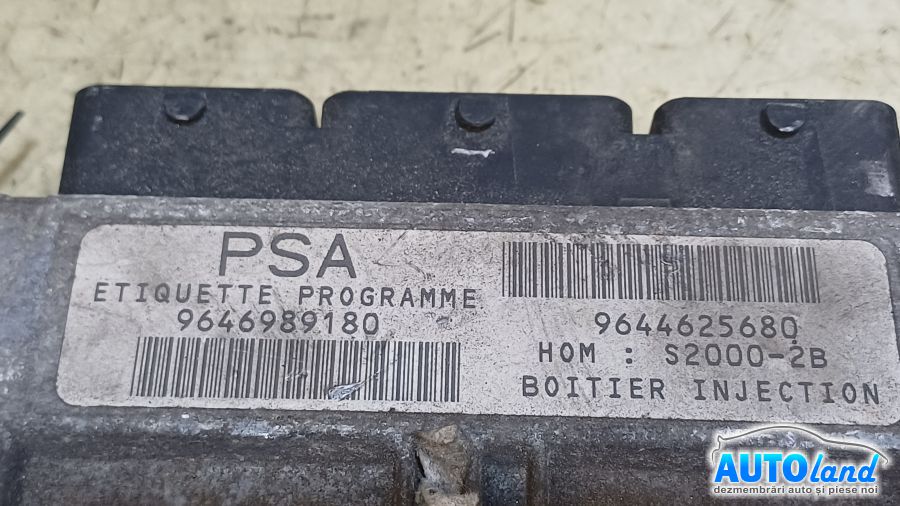 PSA
ETIQUETTE PROGRAMME
9646989180
9644625680
HOM : S2000-2B
BOITIER INJECTION
AUTOland
dezmembrări auto și piese noi